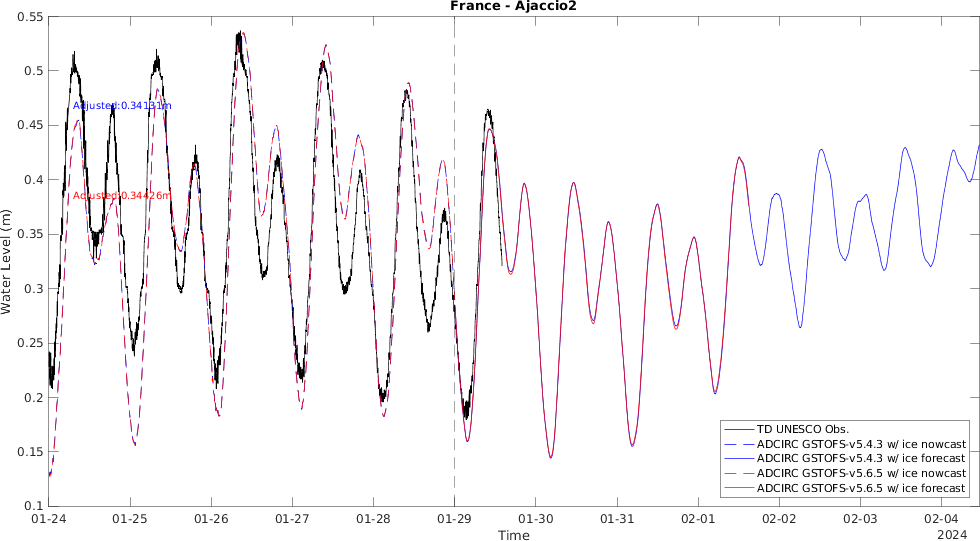 France - Ajaccio2
0.55
0.5
0.45
0.4
0.35
0.3
0.25
0.2
0.15
0.1
Water Level (m)
Adjusted:0.34131m
Adjusted:0.34426m
TD UNESCO Obs.
ADCIRC GSTOFS-v5.4.3 w/ ice nowcast
ADCIRC GSTOFS-v5.4.3 w/ ice forecast
ADCIRC GSTOFS-v5.6.5 w/ ice nowcast
ADCIRC GSTOFS-v5.6.5 w/ ice forecast
01-24 01-25 01-26 01-27 01-28 01-29 01-30 01-31 02-01 02-02 02-03 02-04
Time
2024